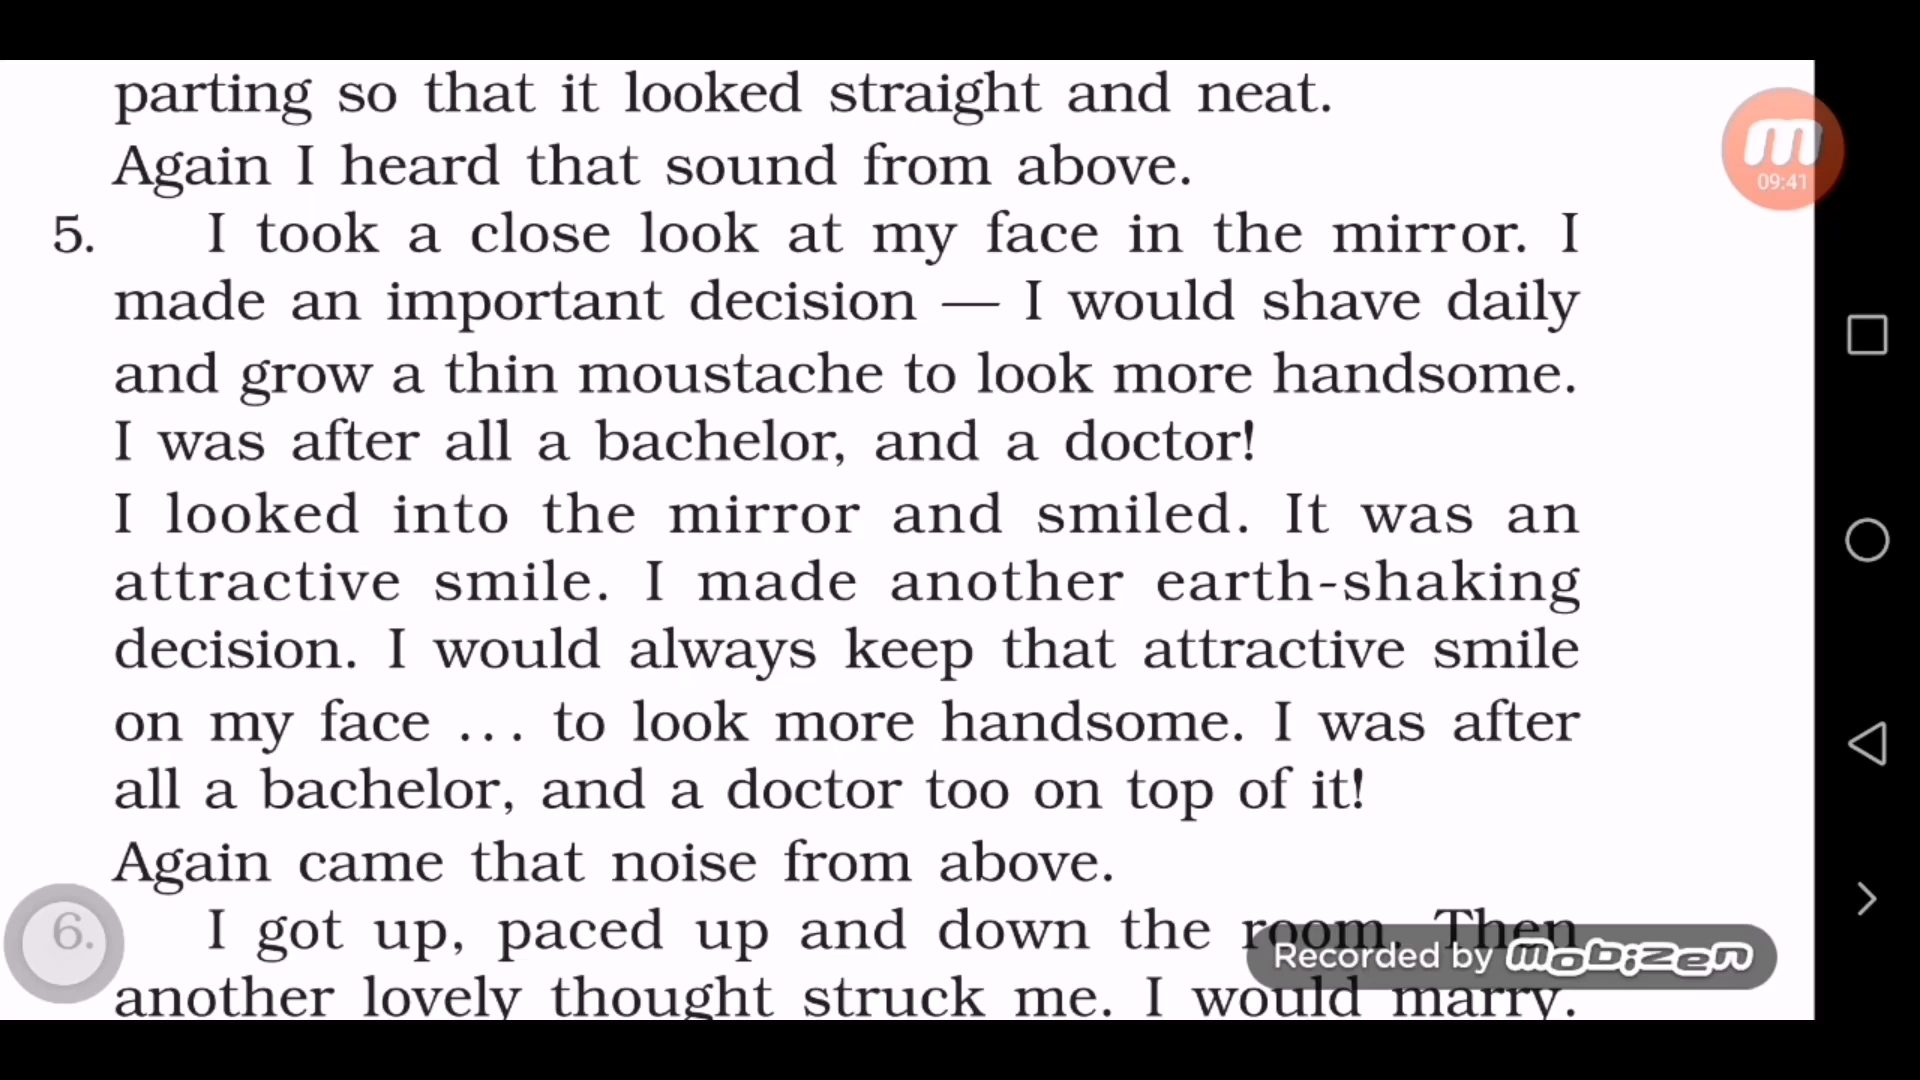 parting so that it looked straight and neat.
Again I heard that sound from above.
5. I took a close look at my face in the mirror. I
made an important decision — I would shave daily
and grow a thin moustache to look more handsome.
I was after all a bachelor, and a doctor!
I looked into the mirror and smiled. It was an
attractive smile. I made another earth-shaking
decision. I would always keep that attractive smile
on my face ... to look more handsome. I was after
all a bachelor, and a doctor too on top of it!
Again came that noise from above.
6. I got up, paced up and down the room. Then
another lovely thought struck me. I would marry.
09:41
Recorded by mobizen